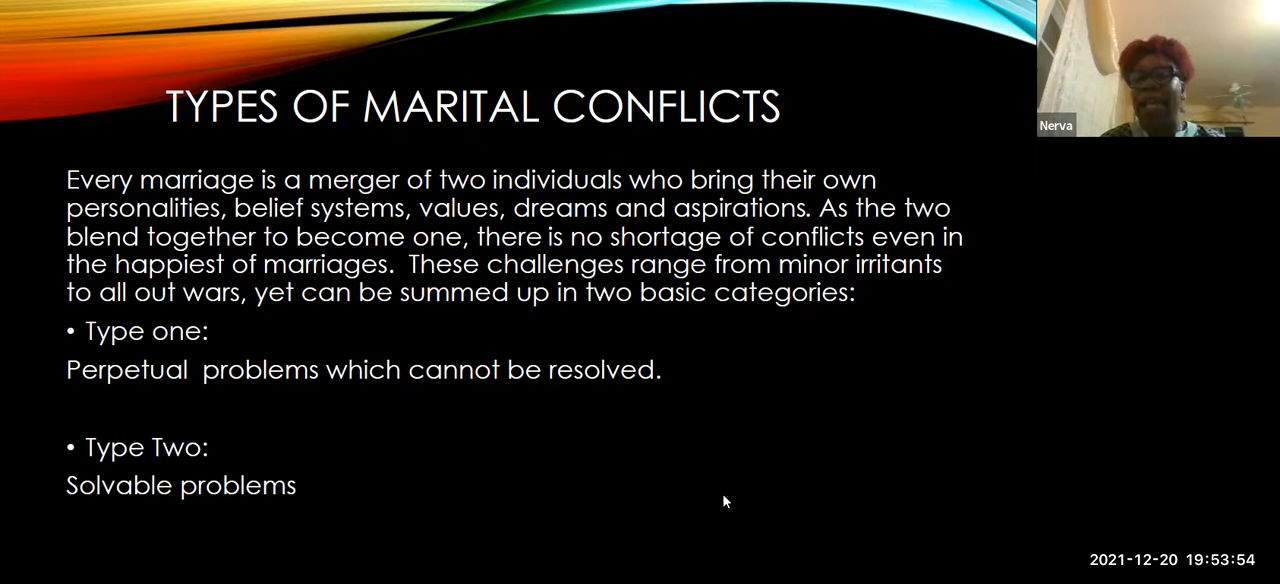 TYPES OF MARITAL CONFLICTS
Nerva
Every marriage is a merger of two individuals who bring their own
personalities, belief systems, values, dreams and aspirations. As the two
blend together to become one, there is no shortage of conflicts even in
the happiest of marriages.  These challenges range from minor irritants
to all out wars, yet can be summed up in two basic categories:
• Type one:
Perpetual  problems which cannot be resolved.
• Type Two:
Solvable problems
2021-12-20 19:53:54